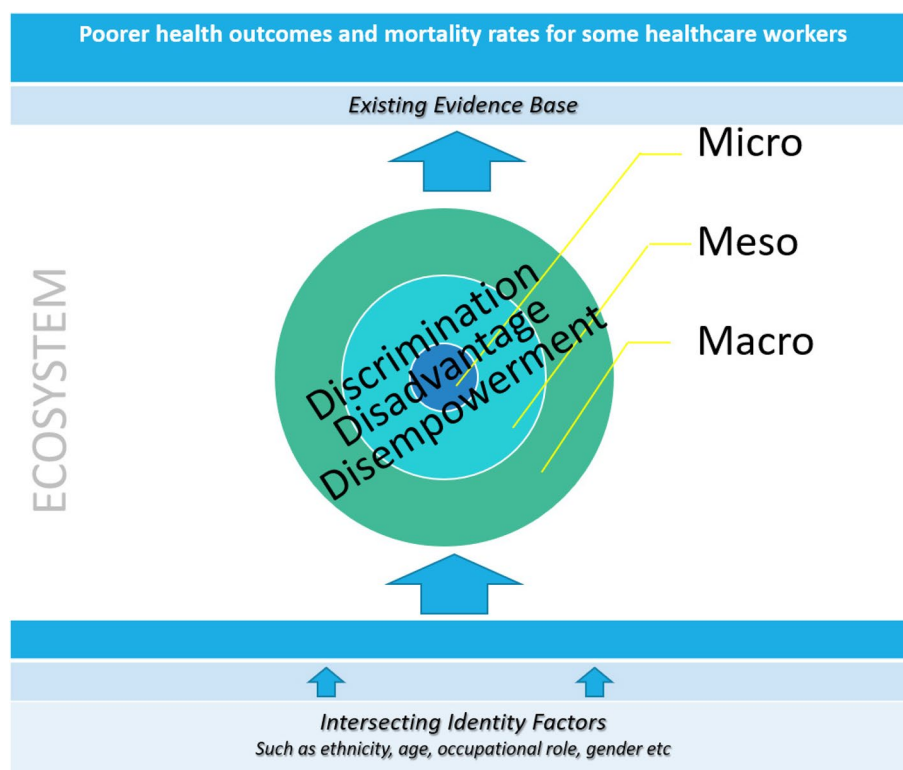 Poorer health outcomes and mortality rates for some healthcare workers
Existing Evidence Base
Micro
Meso
Macro
ECOSYSTEM
Discrimination
Disadvantage
Disempowerment
Intersecting Identity Factors
Such as ethnicity, age, occupational role, gender etc